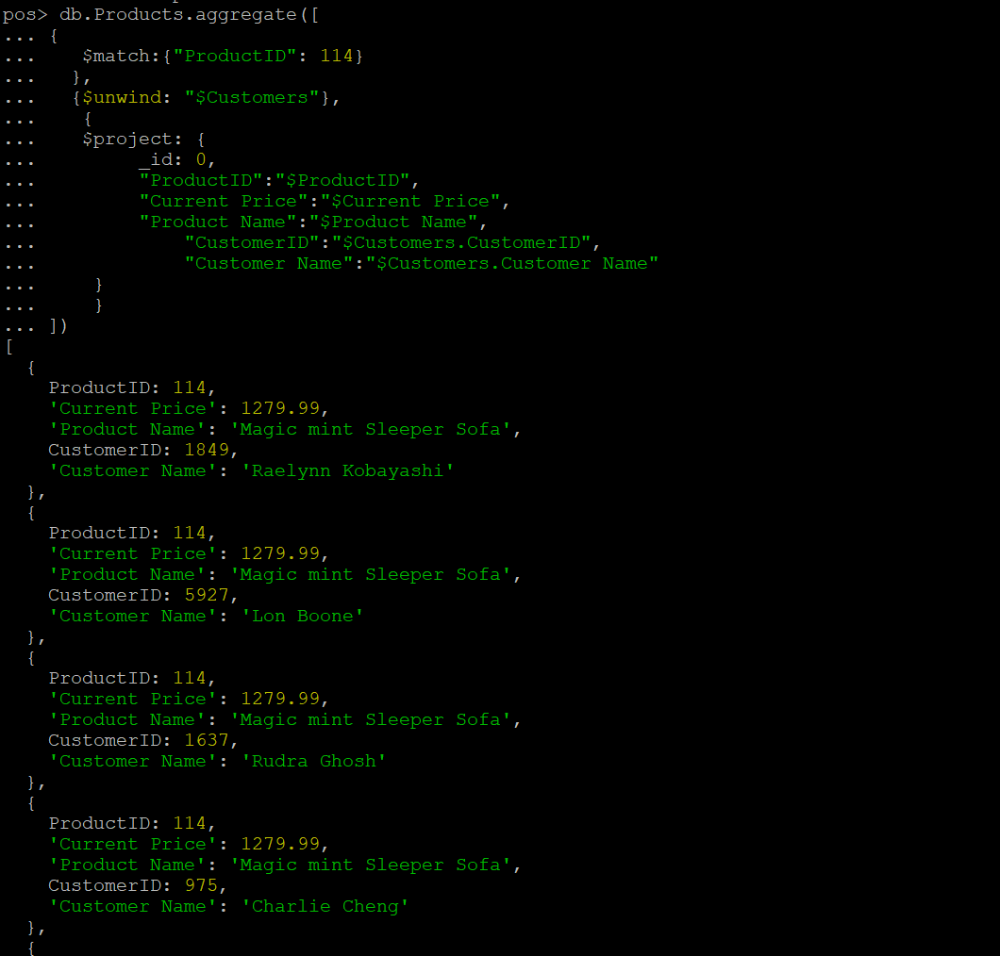 pos> db.Products.aggregate([
... {
...    $match:{"ProductID": 114}
...   },
...   {$unwind: "$Customers"},
...    {
...    $project: {
...         _id: 0,
...         "ProductID":"$ProductID",
...         "Current Price":"$Current Price",
...         "Product Name":"$Product Name",
...             "CustomerID":"$Customers.CustomerID",
...             "Customer Name":"$Customers.Customer Name"
...     }
...     }
... ])
[
  {
    ProductID: 114,
    'Current Price': 1279.99,
    'Product Name': 'Magic mint Sleeper Sofa',
    CustomerID: 1849,
    'Customer Name': 'Raelynn Kobayashi'
  },
  {
    ProductID: 114,
    'Current Price': 1279.99,
    'Product Name': 'Magic mint Sleeper Sofa',
    CustomerID: 5927,
    'Customer Name': 'Lon Boone'
  },
  {
    ProductID: 114,
    'Current Price': 1279.99,
    'Product Name': 'Magic mint Sleeper Sofa',
    CustomerID: 1637,
    'Customer Name': 'Rudra Ghosh'
  },
  {
    ProductID: 114,
    'Current Price': 1279.99,
    'Product Name': 'Magic mint Sleeper Sofa',
    CustomerID: 975,
    'Customer Name': 'Charlie Cheng'
  },
  {